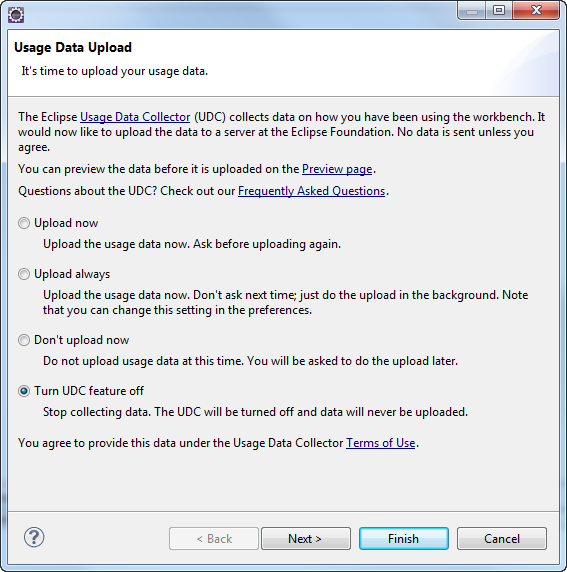 Usage Data Upload
It's time to upload your usage data.
The Eclipse Usage Data Collector (UDC) collects data on how you have been using the workbench. It
would now like to upload the data to a server at the Eclipse Foundation. No data is sent unless you
agree.
You can preview the data before it is uploaded on the Preview page.
Questions about the UDC? Check out our Frequently Asked Questions.
Upload now
Upload the usage data now. Ask before uploading again.
Upload always
Upload the usage data now. Don't ask next time; just do the upload in the background. Note
that you can change this setting in the preferences.
Don't upload now
Do not upload usage data at this time. You will be asked to do the upload later.
Turn UDC feature off
Stop collecting data. The UDC will be turned off and data will never be uploaded.
You agree to provide this data under the Usage Data Collector Terms of Use.
? < Back Next > Finish Cancel